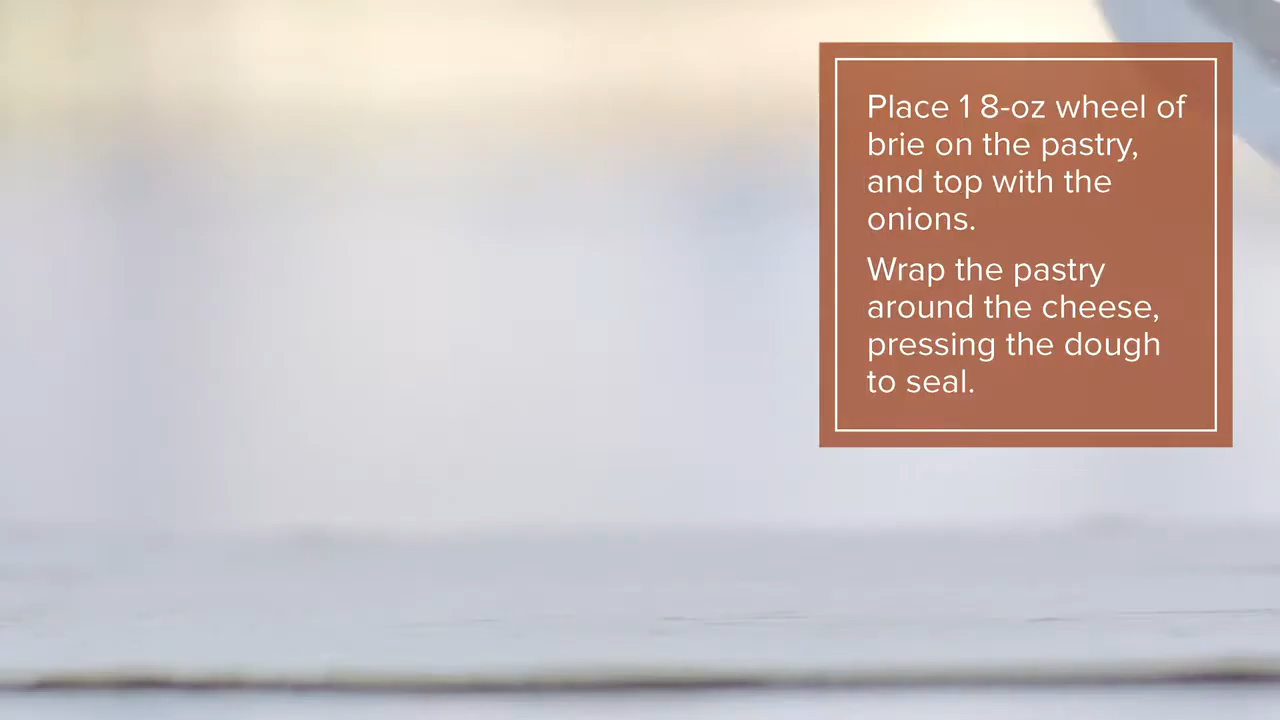 Place 1 8-oz wheel of
brie on the pastry,
and top with the
onions.
Wrap the pastry
around the cheese,
pressing the dough
to seal.